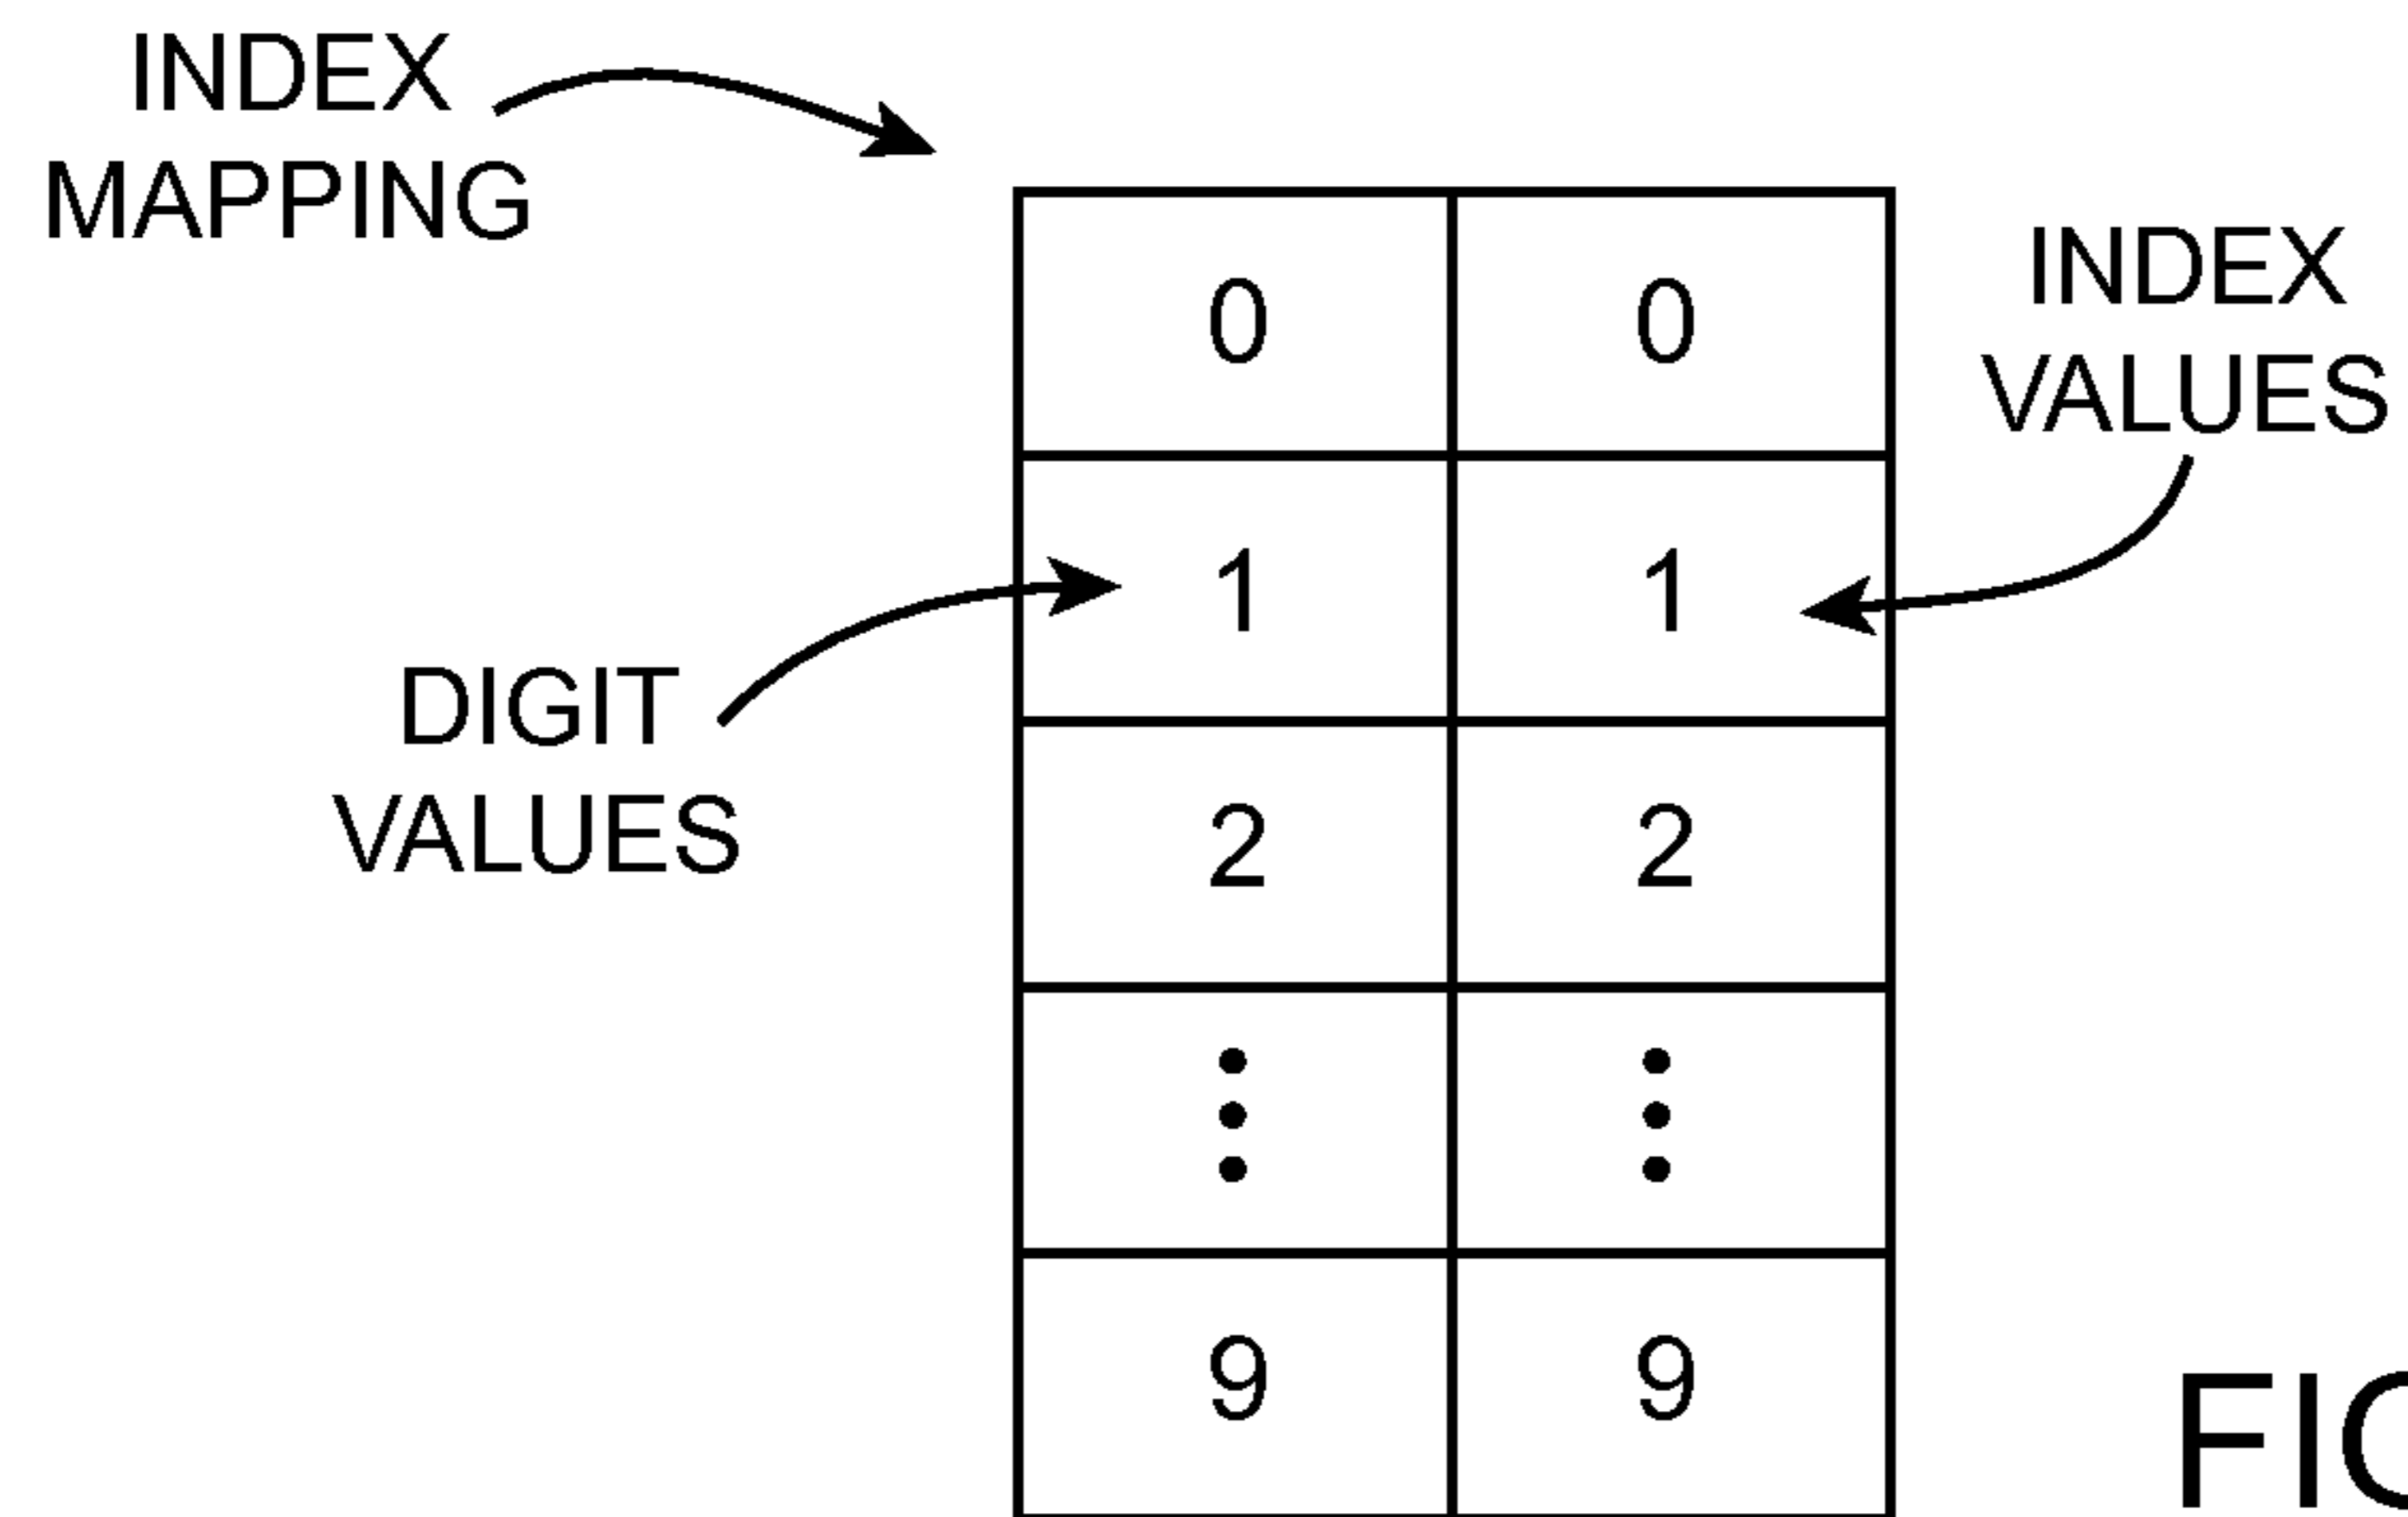 INDEX
MAPPING
0 0
INDEX
VALUES
1 1
DIGIT
VALUES
2 2
9 9